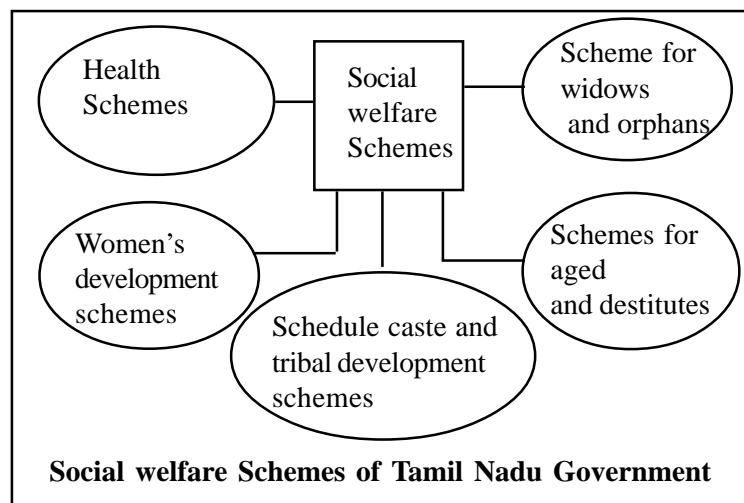 Health
Schemes
Social
welfare
Schemes
Scheme for
widows
and orphans
Women's
development
schemes
Schedule caste and
tribal development
schemes
Schemes for
aged
and destitutes
Social welfare Schemes of Tamil Nadu Government